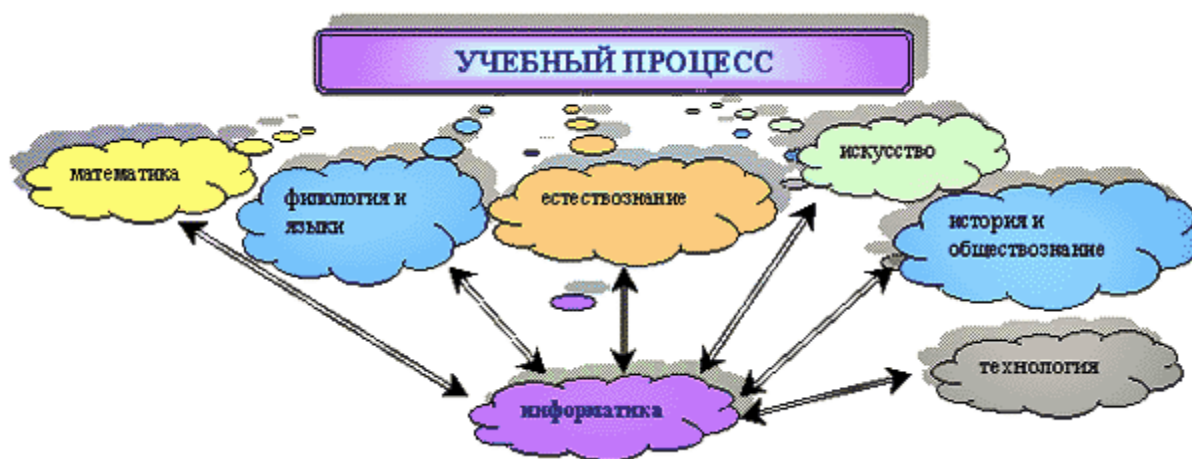 УЧЕБНЫЙ ПРОЦЕСС
математика
филология и
языки
естествознание
искусство
история и
обществознание
технология
информатика